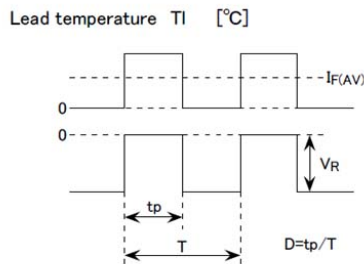 Lead temperature Tl [℃]
IF(AV)
0
0
VR
tp
T
D=tp/T